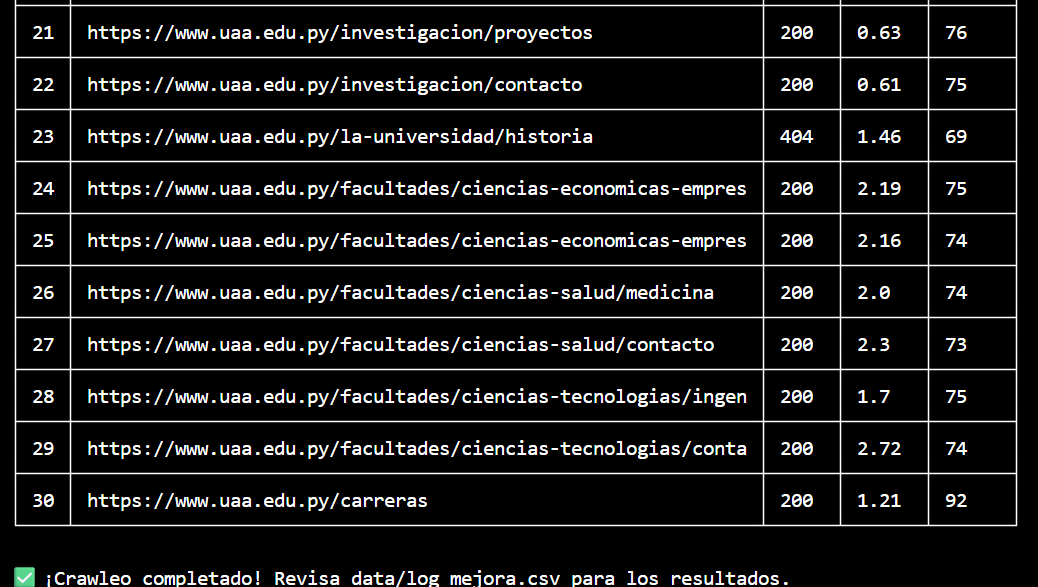 21 https://www.uaa.edu.py/investigacion/proyectos 200 0.63 76
22 https://www.uaa.edu.py/investigacion/contacto 200 0.61 75
23 https://www.uaa.edu.py/la-universidad/historia 404 1.46 69
24 https://www.uaa.edu.py/facultades/ciencias-economicas-empres 200 2.19 75
25 https://www.uaa.edu.py/facultades/ciencias-economicas-empres 200 2.16 74
26 https://www.uaa.edu.py/facultades/ciencias-salud/medicina 200 2.0 74
27 https://www.uaa.edu.py/facultades/ciencias-salud/contacto 200 2.3 73
28 https://www.uaa.edu.py/facultades/ciencias-tecnologias/ingen 200 1.7 75
29 https://www.uaa.edu.py/facultades/ciencias-tecnologias/conta 200 2.72 74
30 https://www.uaa.edu.py/carreras 200 1.21 92
✅ ¡Crawleo completado! Revisa data/log_mejora.csv para los resultados.